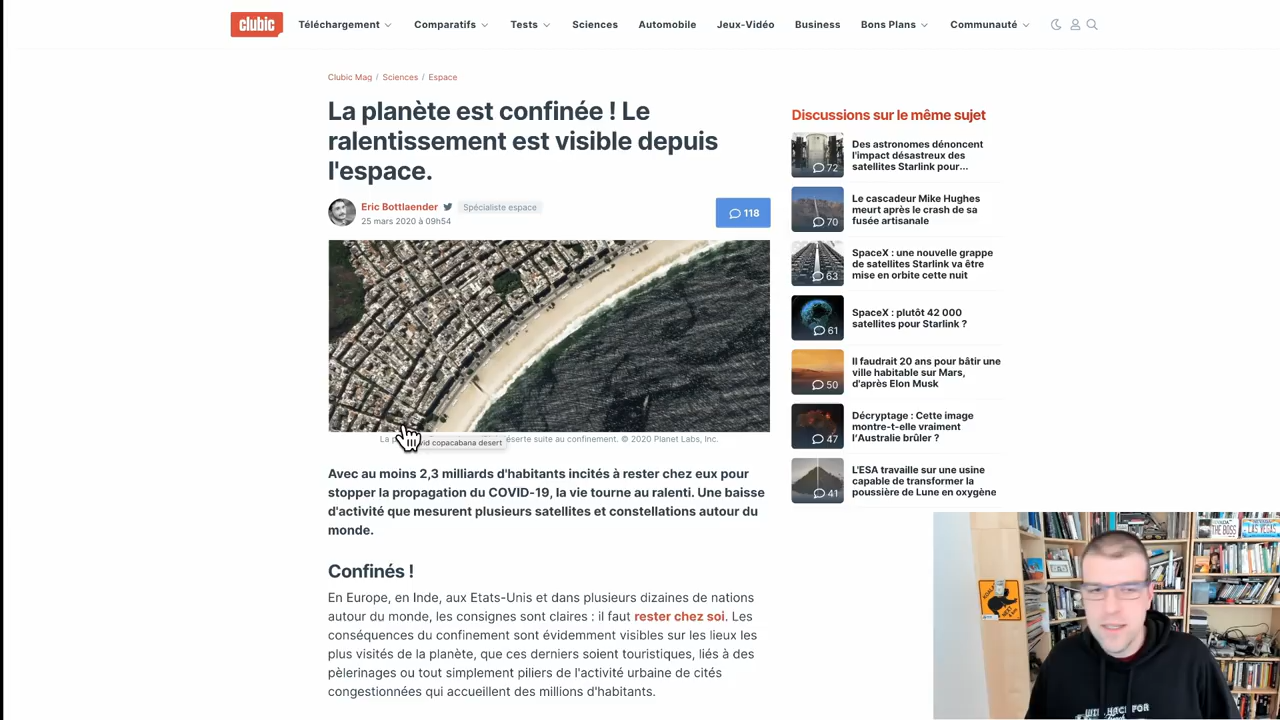 clubic
Téléchargement
Comparatifs
Tests
Sciences
Automobile
Jeux-Vidéo
Business
Bons Plans
Communauté
Clubic Mag / Sciences / Espace
La planète est confinée ! Le
ralentissement est visible depuis
l'espace.
Eric Bottlaender
Spécialiste espace
25 mars 2020 à 09h54
118
La
vid copacabana desert
éserte suite au confinement. © 2020 Planet Labs, Inc.
Avec au moins 2,3 milliards d'habitants incités à rester chez eux pour
stopper la propagation du COVID-19, la vie tourne au ralenti. Une baisse
d'activité que mesurent plusieurs satellites et constellations autour du
monde.
Confinés !
En Europe, en Inde, aux Etats-Unis et dans plusieurs dizaines de nations
autour du monde, les consignes sont claires : il faut rester chez soi. Les
conséquences du confinement sont évidemment visibles sur les lieux les
plus visités de la planète, que ces derniers soient touristiques, liés à des
pèlerinages ou tout simplement piliers de l'activité urbaine de cités
congestionnées qui accueillent des millions d'habitants.
Discussions sur le même sujet
72
Des astronomes dénoncent
l'impact désastreux des
satellites Starlink pour...
70
Le cascadeur Mike Hughes
meurt après le crash de sa
fusée artisanale
63
SpaceX : une nouvelle grappe
de satellites Starlink va être
mise en orbite cette nuit
61
SpaceX : plutôt 42 000
satellites pour Starlink ?
50
Il faudrait 20 ans pour bâtir une
ville habitable sur Mars,
d'après Elon Musk
47
Décryptage : Cette image
montre-t-elle vraiment
l'Australie brûler ?
41
L'ESA travaille sur une usine
capable de transformer la
poussière de Lune en oxygène
THE BOSS
LAS VEGAS
HACK FOR